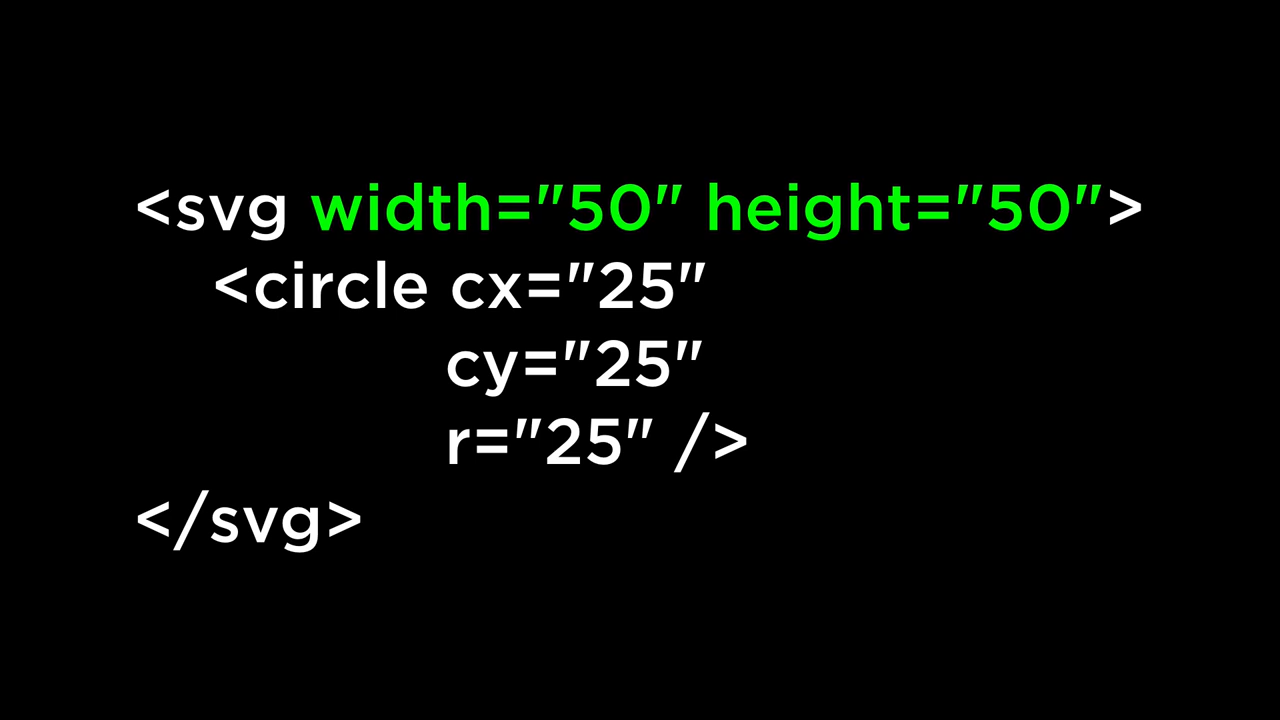 <svg width="50" height="50">
<circle cx="25"
cy="25"
r="25" />
</svg>